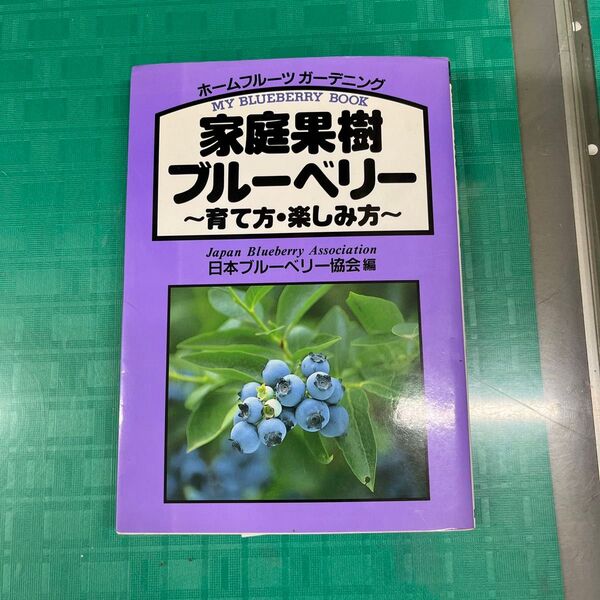 ホームフルーツ ガーデニング
MY BLUEBERRY BOOK
家庭果樹
ブルーベリー
～育て方・楽しみ方～
Japan Blueberry Association
日本ブルーベリー協会編